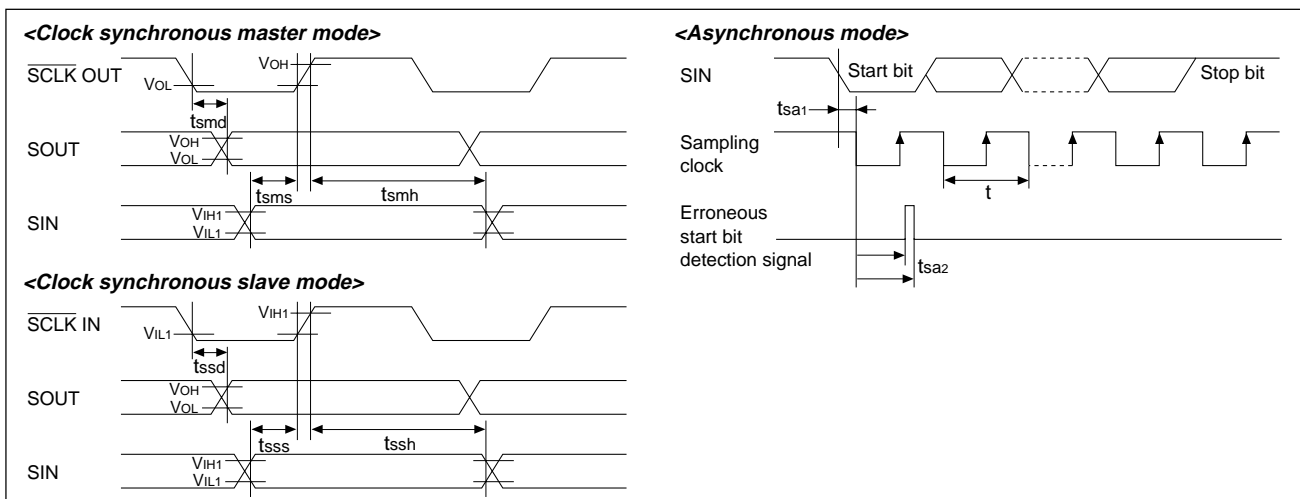 <Clock synchronous master mode>
SCLK OUT
VOH
VOL
tsmd
SOUT
VOH
VOL
tsms
tsmh
SIN
VIH1
VIL1
<Clock synchronous slave mode>
SCLK IN
VIH1
VIL1
tssd
SOUT
VOH
VOL
tsss
tssh
SIN
VIH1
VIL1
<Asynchronous mode>
SIN
Start bit
Stop bit
tsa1
Sampling
clock
t
Erroneous
start bit
detection signal
tsa2